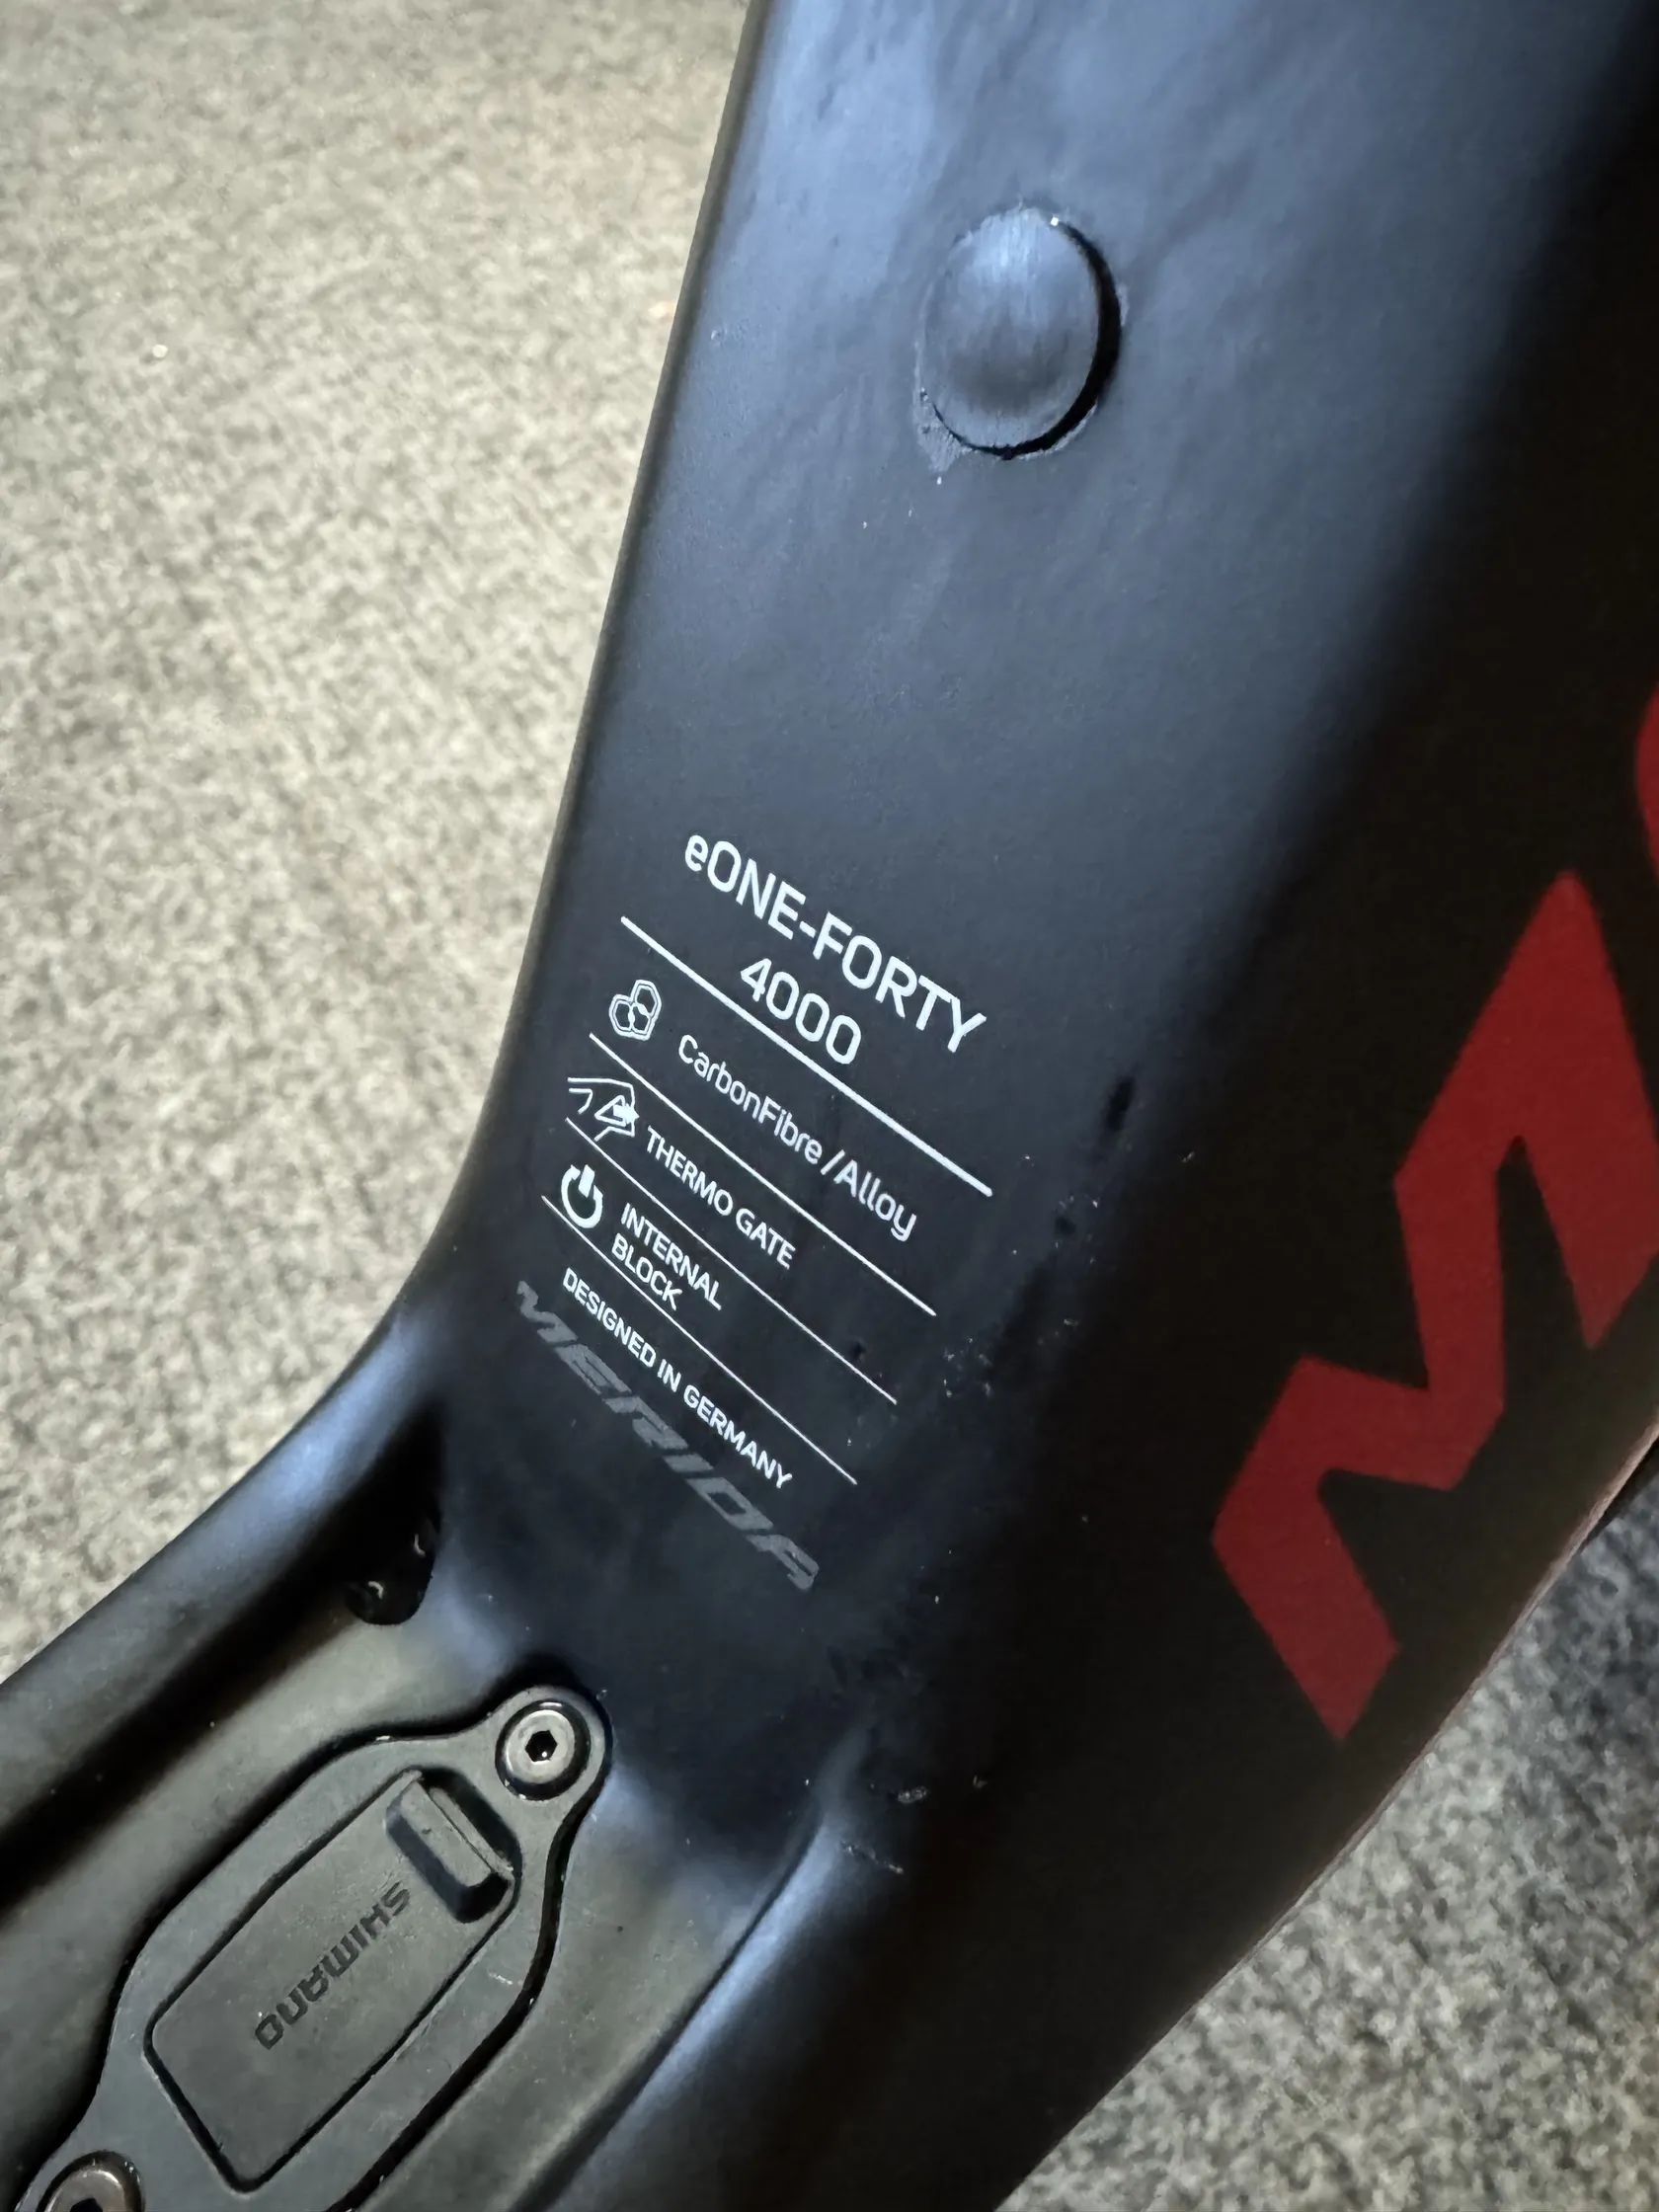 eONE-FORTY
4000
CarbonFibre/Alloy
THERMO GATE
INTERNAL
BLOCK
DESIGNED IN GERMANY
MERIDA
SHIMANO